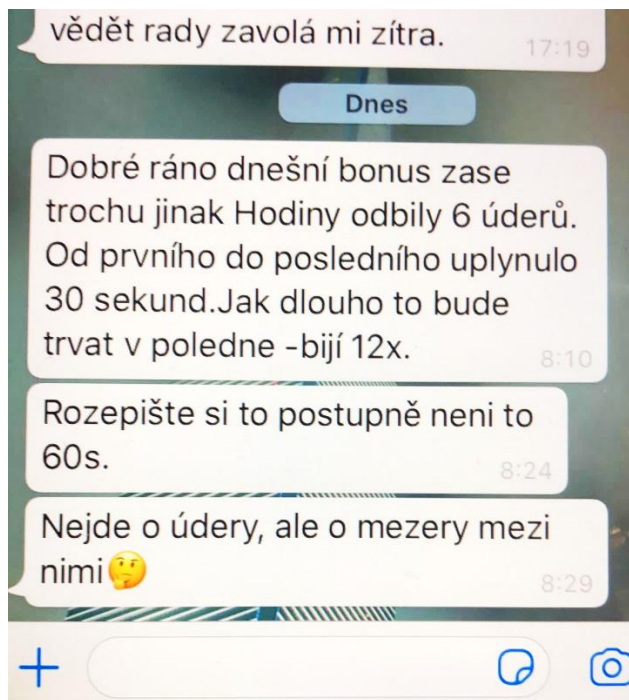 vědět rady zavolá mi zítra.
17:19
Dnes
Dobré ráno dnešní bonus zase
trochu jinak Hodiny odbily 6 úderů.
Od prvního do posledního uplynulo
30 sekund.Jak dlouho to bude
trvat v poledne -bijí 12x.
8:10
Rozepište si to postupně neni to
60s.
8:24
Nejde o údery, ale o mezery mezi
nimi🤔
8:29